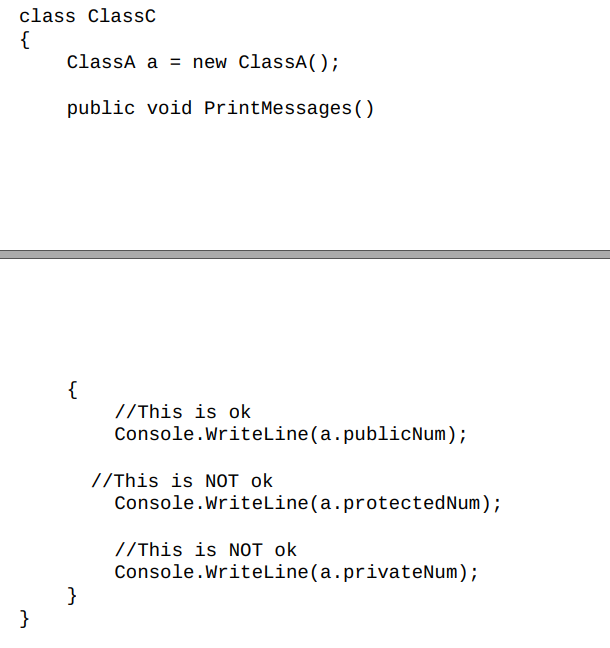 class ClassC
{
    ClassA a = new ClassA();

    public void PrintMessages()
    {
        //This is ok
        Console.WriteLine(a.publicNum);

      //This is NOT ok
        Console.WriteLine(a.protectedNum);

        //This is NOT ok
        Console.WriteLine(a.privateNum);
    }
}